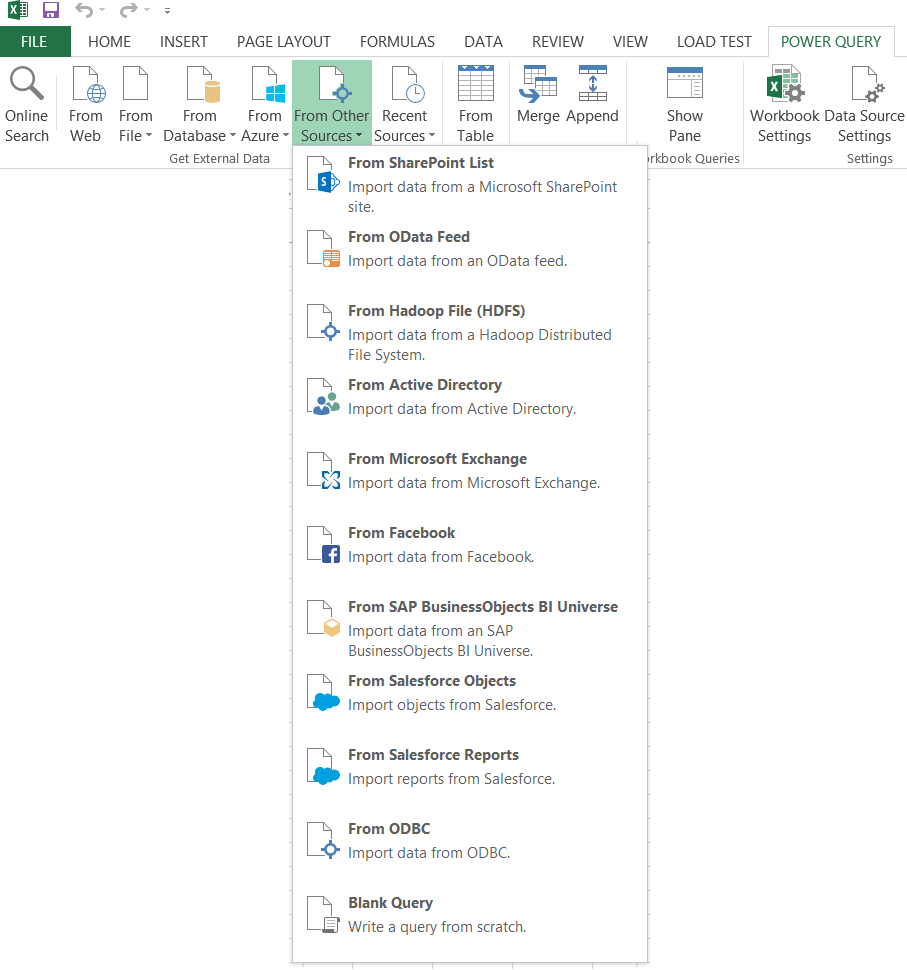 FILE HOME INSERT PAGE LAYOUT FORMULAS DATA REVIEW VIEW LOAD TEST POWER QUERY
Online
Search
From
Web
From
File
From
Database
From
Azure
From Other
Sources
Recent
Sources
From
Table
Merge
Append
Show
Pane
Workbook
Settings
Data Source
Settings
Get External Data
Queries
Settings
From SharePoint List
Import data from a Microsoft SharePoint
site.
From OData Feed
Import data from an OData feed.
From Hadoop File (HDFS)
Import data from a Hadoop Distributed
File System.
From Active Directory
Import data from Active Directory.
From Microsoft Exchange
Import data from Microsoft Exchange.
From Facebook
Import data from Facebook.
From SAP BusinessObjects BI Universe
Import data from an SAP
BusinessObjects BI Universe.
From Salesforce Objects
Import objects from Salesforce.
From Salesforce Reports
Import reports from Salesforce.
From ODBC
Import data from ODBC.
Blank Query
Write a query from scratch.